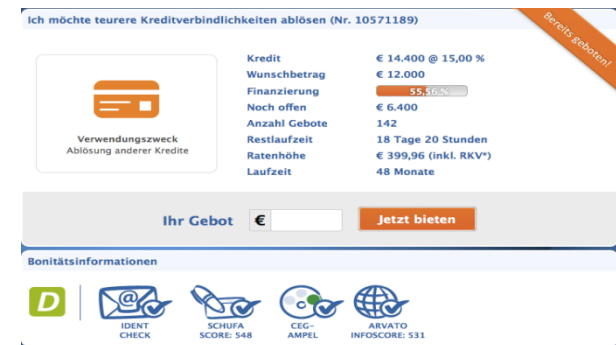 Ich möchte teurere Kreditverbindlichkeiten ablösen (Nr. 10571189)
Bereits geboten!
Kredit € 14.400 @ 15,00 %
Wunschbetrag € 12.000
Finanzierung 55,56 %
Noch offen € 6.400
Anzahl Gebote 142
Restlaufzeit 18 Tage 20 Stunden
Ratenhöhe € 399,96 (inkl. RKV*)
Laufzeit 48 Monate
Verwendungszweck
Ablösung anderer Kredite
Ihr Gebot € Jetzt bieten
Bonitätsinformationen
D
IDENT
CHECK
SCHUFA
SCORE: 548
CEG-
AMPEL
ARVATO
INFOSCORE: 531